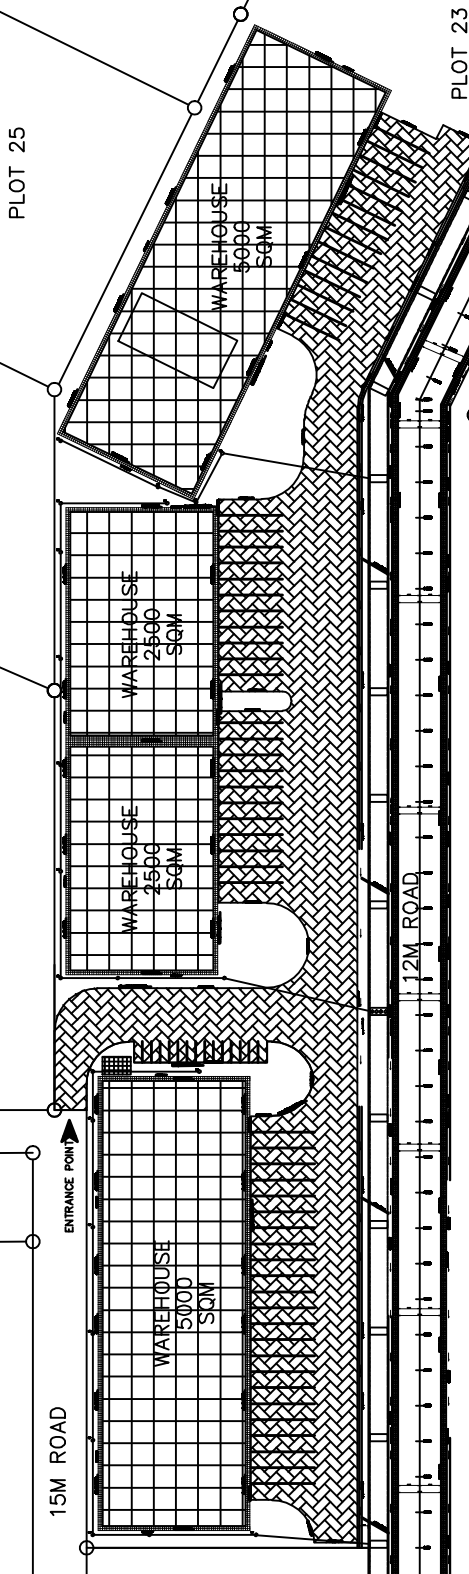 PLOT 23
PLOT 25
WAREHOUSE
5000
SQM
WAREHOUSE
2500
SQM
WAREHOUSE
2500
SQM
12M ROAD
ENTRANCE POINT
WAREHOUSE
5000
SQM
15M ROAD